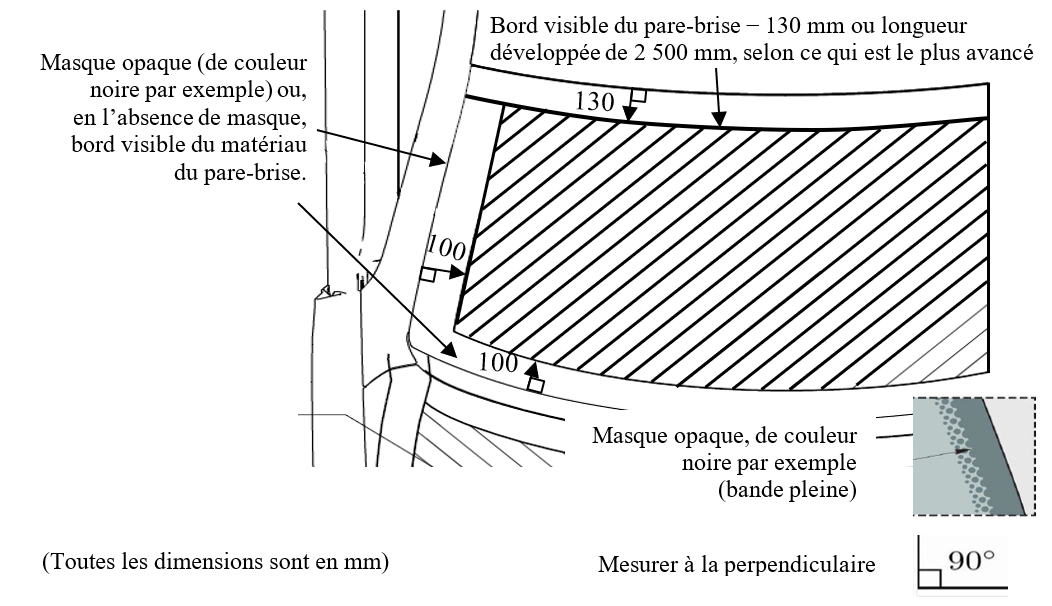 Bord visible du pare-brise − 130 mm ou longueur
développée de 2 500 mm, selon ce qui est le plus avancé
Masque opaque (de couleur
noire par exemple) ou,
en l’absence de masque,
bord visible du matériau
du pare-brise.
130
100
100
Masque opaque, de couleur
noire par exemple
(bande pleine)
(Toutes les dimensions sont en mm)
Mesurer à la perpendiculaire
90°